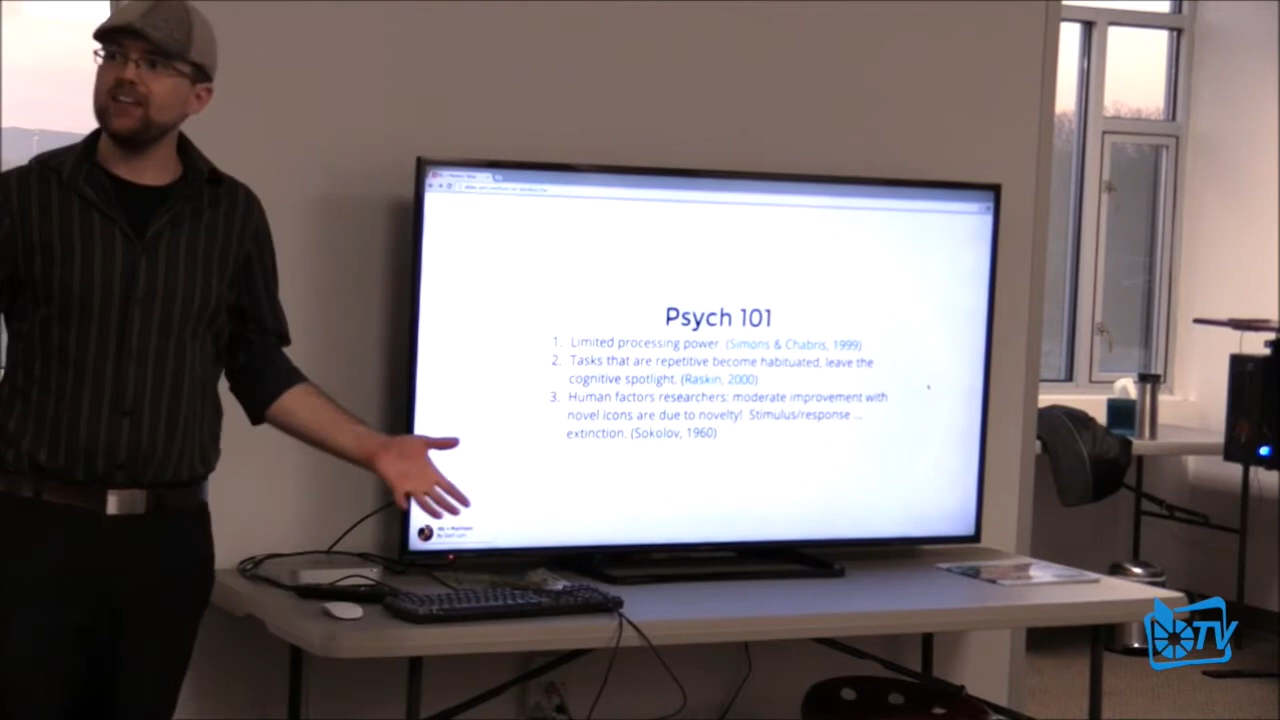 Psych 101
1. Limited processing power. (Simons & Chabris, 1999)
2. Tasks that are repetitive become habituated, leave the
cognitive spotlight. (Raskin, 2000)
3. Human factors researchers: moderate improvement with
novel icons are due to novelty! Stimulus/response ...
extinction. (Sokolov, 1960)
TV